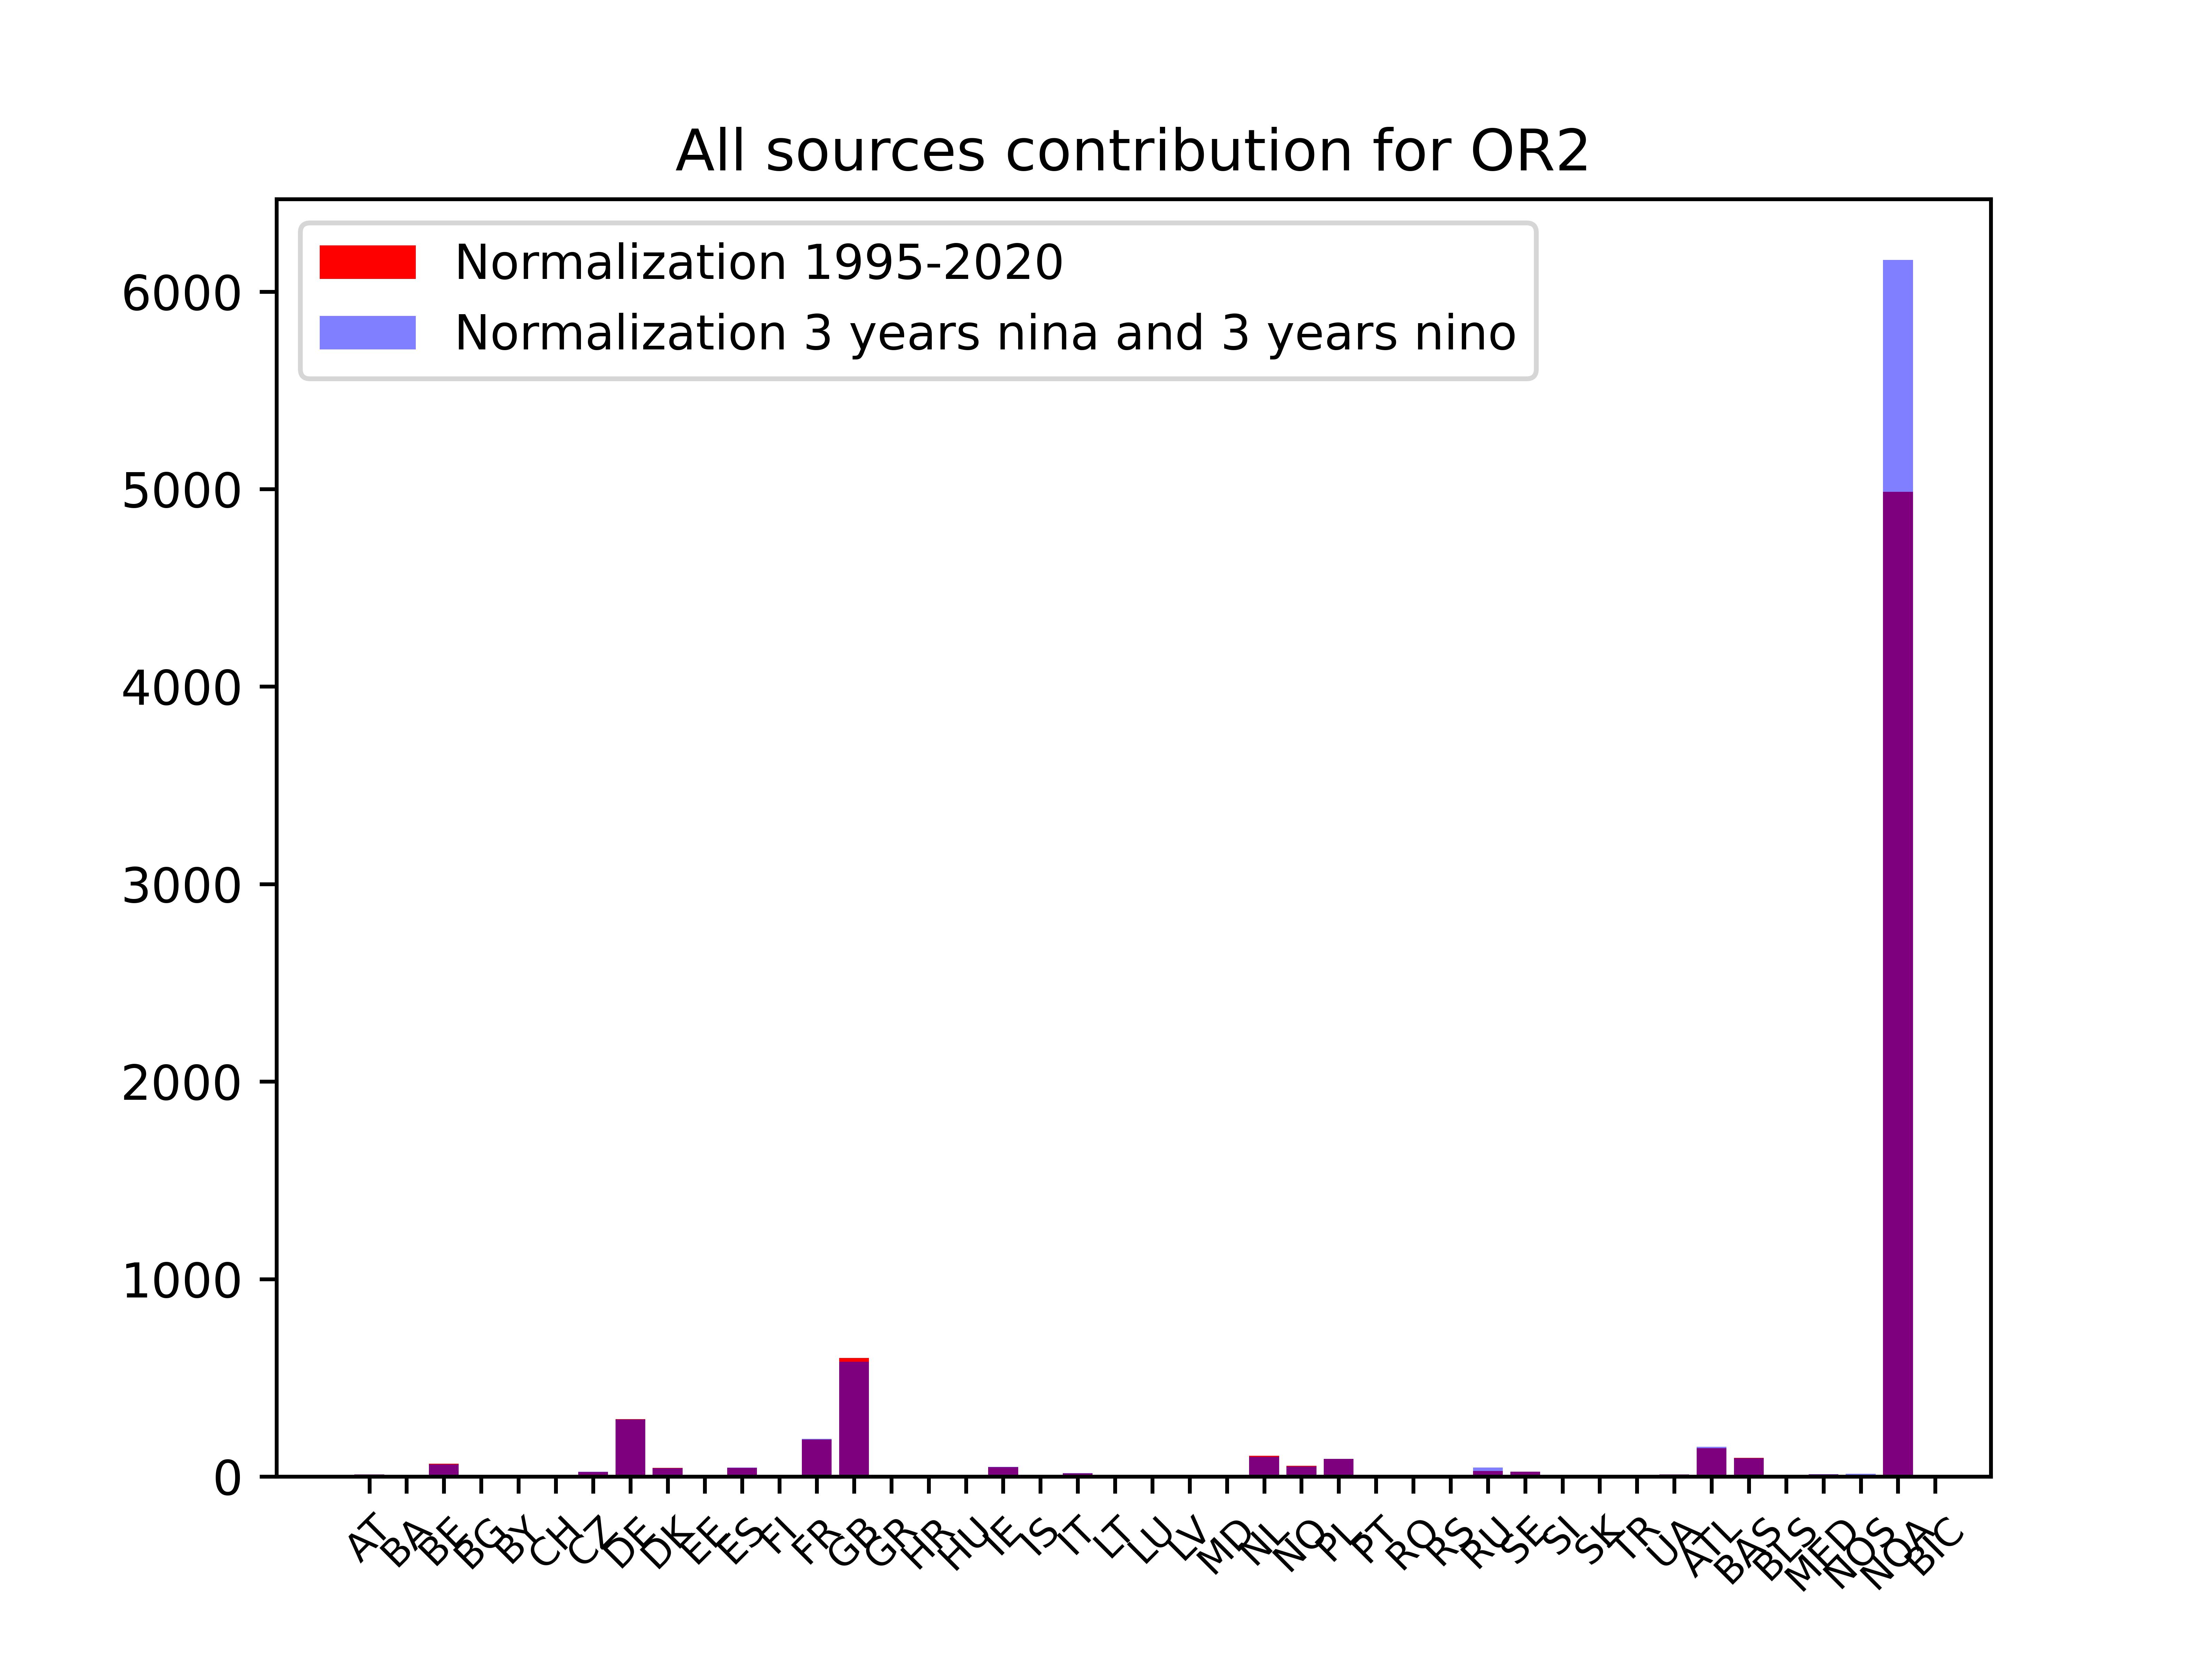 All sources contribution for OR2
Normalization 1995-2020
Normalization 3 years nina and 3 years nino
6000
5000
4000
3000
2000
1000
0
AT BA BE BG BY CH CZ DE DK EE ES FI FR GB GR HR HU IE IS IT LT LU LV MD NL NO PL PT RO RS RU SE SI SK TR UA ATL BAS BLS MED NOS NOA BIC